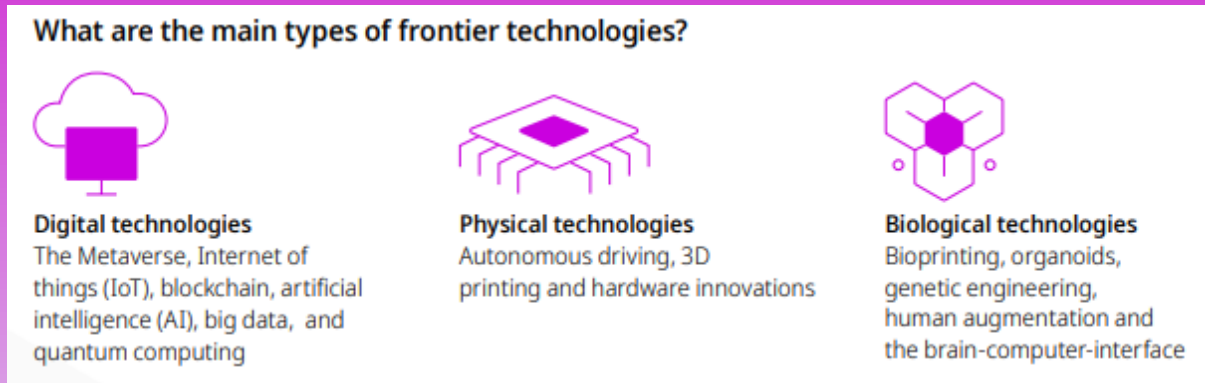 What are the main types of frontier technologies?
Digital technologies
The Metaverse, Internet of
things (IoT), blockchain, artificial
intelligence (AI), big data, and
quantum computing
Physical technologies
Autonomous driving, 3D
printing and hardware innovations
Biological technologies
Bioprinting, organoids,
genetic engineering,
human augmentation and
the brain-computer-interface